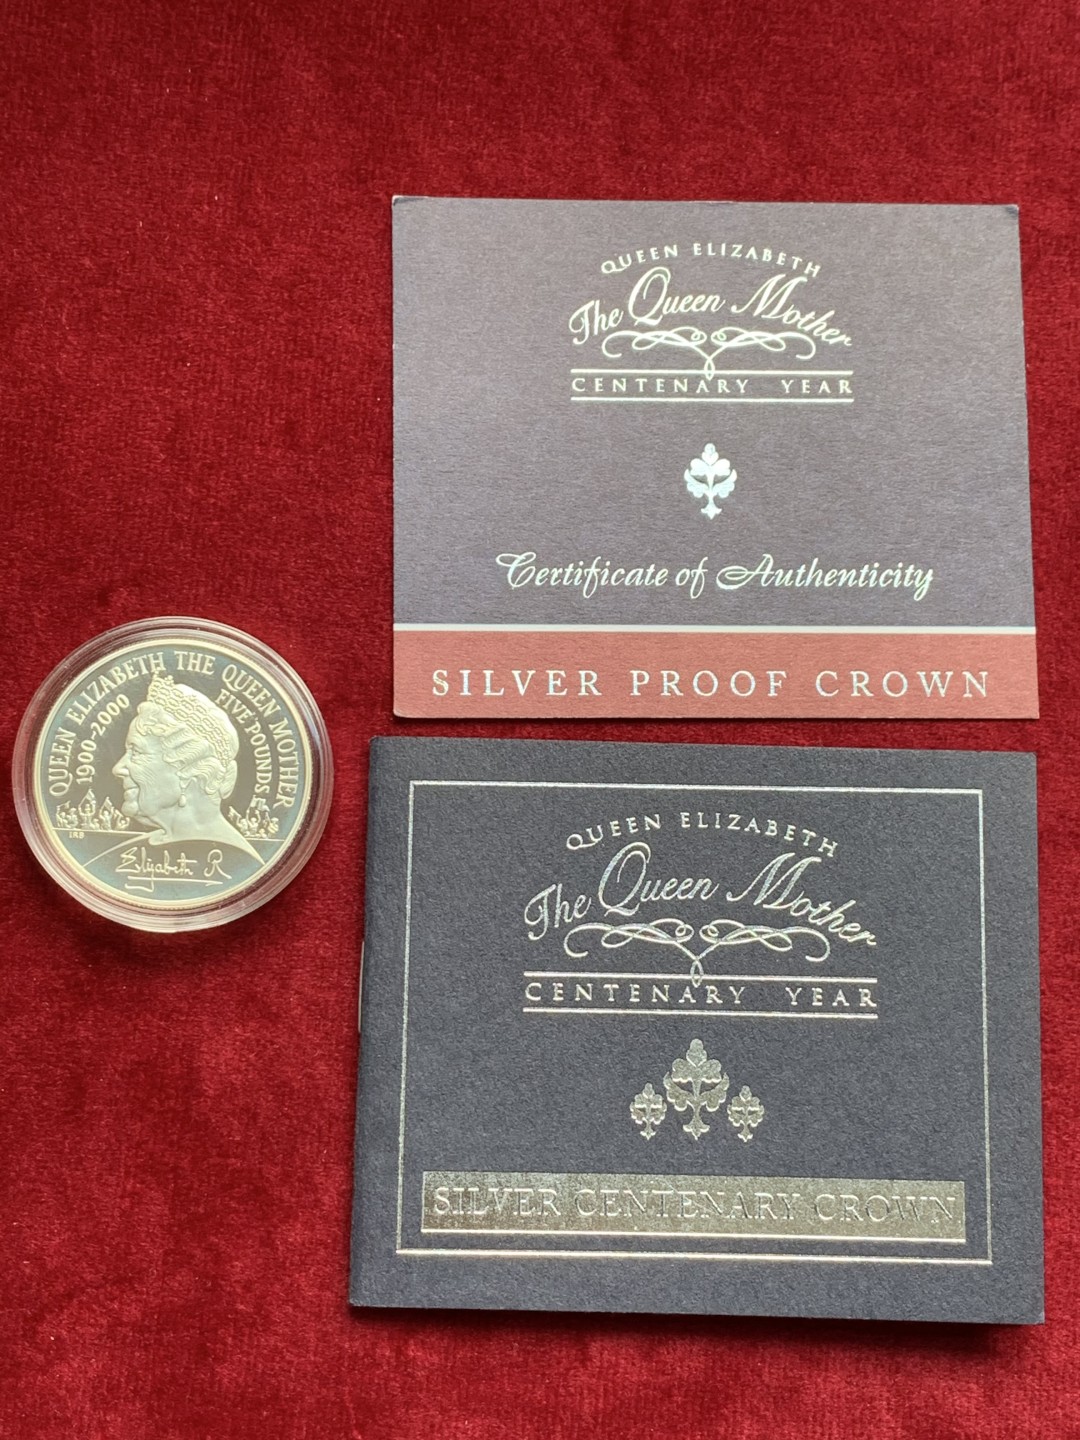 QUEEN ELIZABETH
The Queen Mother
CENTENARY YEAR
Certificate of Authenticity
SILVER PROOF CROWN
QUEEN ELIZABETH THE QUEEN MOTHER
1900-2000
FIVE POUNDS
IRB
Elizabeth R
QUEEN ELIZABETH
The Queen Mother
CENTENARY YEAR
SILVER CENTENARY CROWN